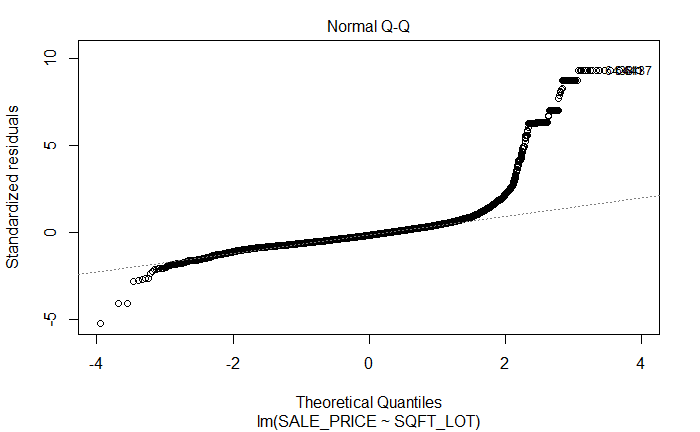 Normal Q-Q
10
5
0
-5
Standardized residuals
-4
-2
0
2
4
Theoretical Quantiles
lm(SALE_PRICE ~ SQFT_LOT)